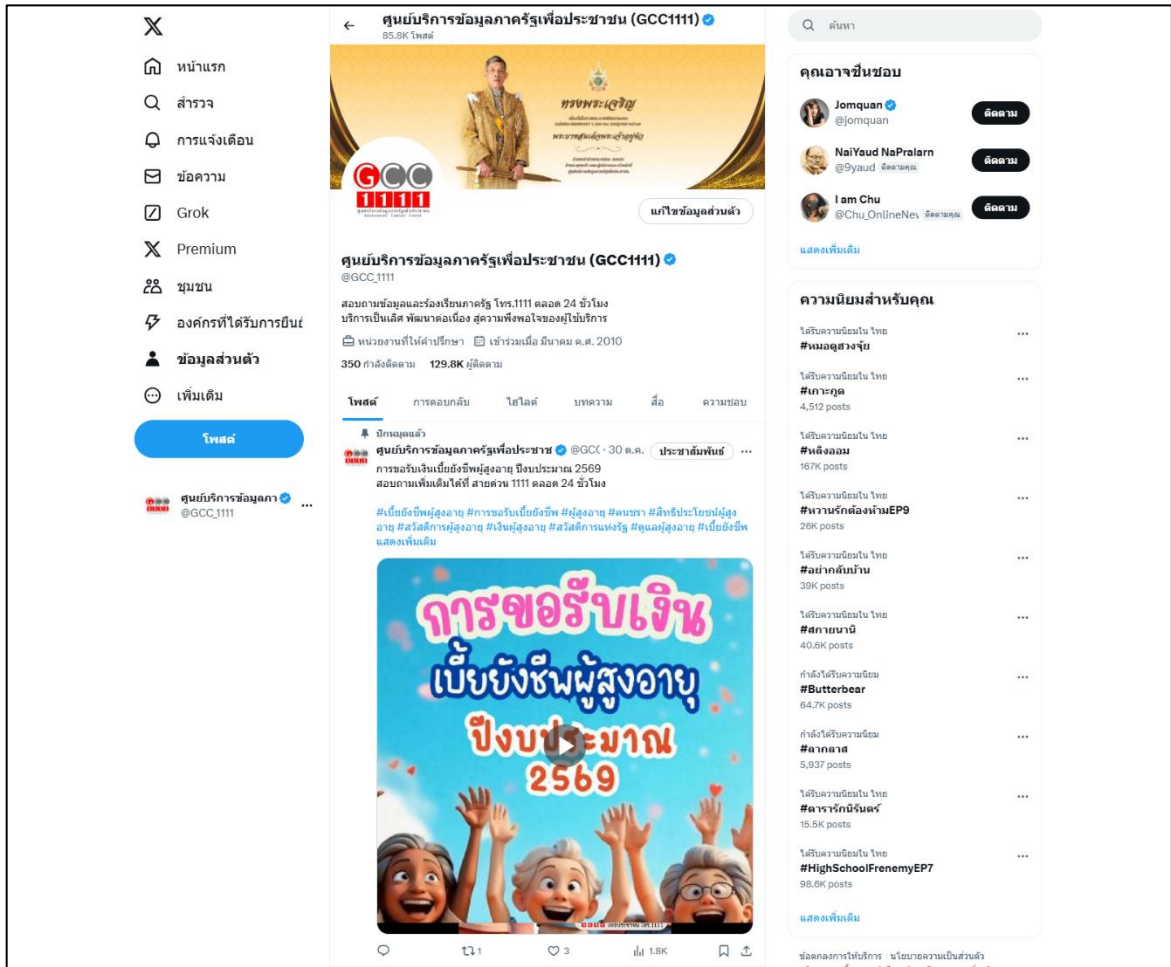 X
หน้าแรก
สำรวจ
การแจ้งเตือน
ข้อความ
Grok
Premium
ชุมชน
องค์กรที่ได้รับการยืนยั
ข้อมูลส่วนตัว
เพิ่มเติม
โพสต์
ศูนย์บริการข้อมูลภา
@GCC_1111
ศูนย์บริการข้อมูลภาครัฐเพื่อประชาชน (GCC1111)
85.8K โพสต์
ทรงพระเจริญ
GCC
1111
แก้ไขข้อมูลส่วนตัว
ศูนย์บริการข้อมูลภาครัฐเพื่อประชาชน (GCC1111)
@GCC_1111
สอบถามข้อมูลและร้องเรียนภาครัฐ โทร.1111 ตลอด 24 ชั่วโมง
บริการเป็นเลิศ พัฒนาต่อเนื่อง สู่ความพึงพอใจของผู้ใช้บริการ
หน่วยงานที่ให้คำปรึกษา เข้าร่วมเมื่อ มีนาคม ค.ศ. 2010
350 กำลังติดตาม 129.8K ผู้ติดตาม
โพสต์ การตอบกลับ ไฮไลต์ บทความ สื่อ ความชอบ
ปักหมุดแล้ว
ศูนย์บริการข้อมูลภาครัฐเพื่อประชาช @GCC · 30 ต.ค. ประชาสัมพันธ์
การขอรับเงินเบี้ยยังชีพผู้สูงอายุ ปีงบประมาณ 2569
สอบถามเพิ่มเติมได้ที่ สายด่วน 1111 ตลอด 24 ชั่วโมง
#เบี้ยยังชีพผู้สูงอายุ #การขอรับเบี้ยยังชีพ #ผู้สูงอายุ #คนชรา #สิทธิประโยชน์ผู้สูง
อายุ #สวัสดิการผู้สูงอายุ #เงินผู้สูงอายุ #สวัสดิการแห่งรัฐ #ดูแลผู้สูงอายุ #เบี้ยยังชีพ
แสดงเพิ่มเติม
การขอรับเงิน
เบี้ยยังชีพผู้สูงอายุ
ปีงบประมาณ
2569
1 3 1.8K
ค้นหา
คุณอาจชื่นชอบ
Jomquan
@jomquan
ติดตาม
NaiYaud NaPralarn
@9yaud ติดตามคุณ
ติดตาม
I am Chu
@Chu_OnlineNev ติดตามคุณ
ติดตาม
แสดงเพิ่มเติม
ความนิยมสำหรับคุณ
ได้รับความนิยมใน ไทย
#หมอดูฮวงจุ้ย
ได้รับความนิยมใน ไทย
#เกาะกูด
4,512 posts
ได้รับความนิยมใน ไทย
#หลิงออม
167K posts
ได้รับความนิยมใน ไทย
#หวานรักต้องห้ามEP9
26K posts
ได้รับความนิยมใน ไทย
#อย่ากลับบ้าน
39K posts
ได้รับความนิยมใน ไทย
#สกายนานิ
40.6K posts
กำลังได้รับความนิยม
#Butterbear
64.7K posts
กำลังได้รับความนิยม
#ลากลาส
5,937 posts
ได้รับความนิยมใน ไทย
#ดารารักนิรันดร์
15.5K posts
ได้รับความนิยมใน ไทย
#HighSchoolFrenemyEP7
98.6K posts
แสดงเพิ่มเติม
ข้อตกลงการให้บริการ นโยบายความเป็นส่วนตัว